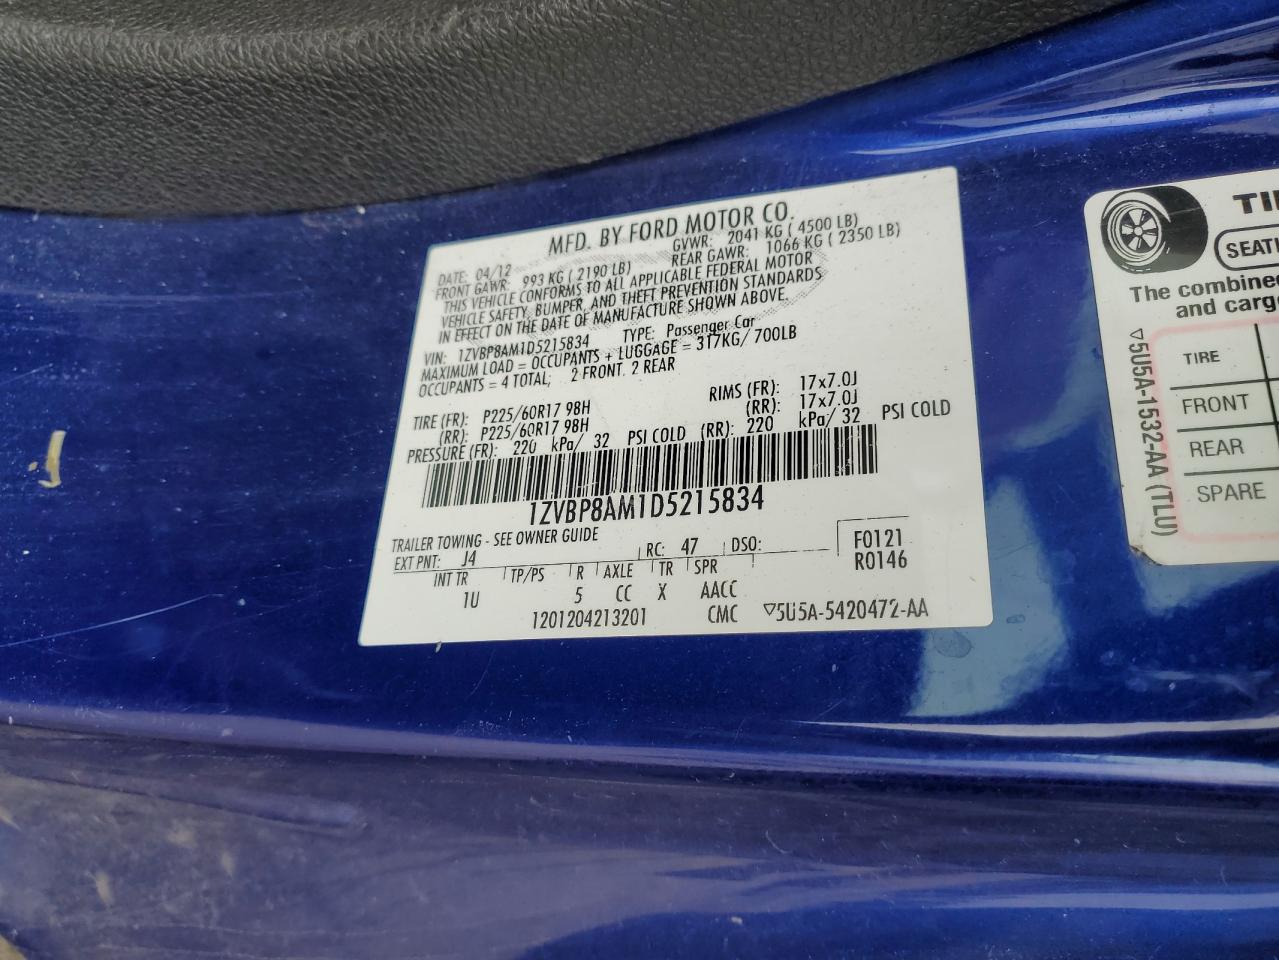 MFD. BY FORD MOTOR CO.
DATE: 04/12 GVWR: 2041 KG ( 4500 LB)
FRONT GAWR: 993 KG ( 2190 LB) REAR GAWR: 1066 KG ( 2350 LB)
THIS VEHICLE CONFORMS TO ALL APPLICABLE FEDERAL MOTOR
VEHICLE SAFETY, BUMPER, AND THEFT PREVENTION STANDARDS
IN EFFECT ON THE DATE OF MANUFACTURE SHOWN ABOVE.
VIN: 1ZVBP8AM1D5215834 TYPE: Passenger Car
MAXIMUM LOAD = OCCUPANTS + LUGGAGE = 317KG/ 700LB
OCCUPANTS = 4 TOTAL; 2 FRONT. 2 REAR
TIRE (FR): P225/60R17 98H RIMS (FR): 17x7.0J
(RR): P225/60R17 98H (RR): 17x7.0J
PRESSURE (FR): 220 kPa/ 32 PSI COLD (RR): 220 kPa/ 32 PSI COLD
1ZVBP8AM1D5215834
TRAILER TOWING - SEE OWNER GUIDE
EXT PNT: J4 RC: 47 DSO: F0121
INT TR TP/PS R AXLE TR SPR R0146
1U 5 CC X AACC
1201204213201 CMC ▽5U5A-5420472-AA
TI
SEATI
The combine
and carg
TIRE
FRONT
REAR
SPARE
▽5U5A-1532-AA (TLU)